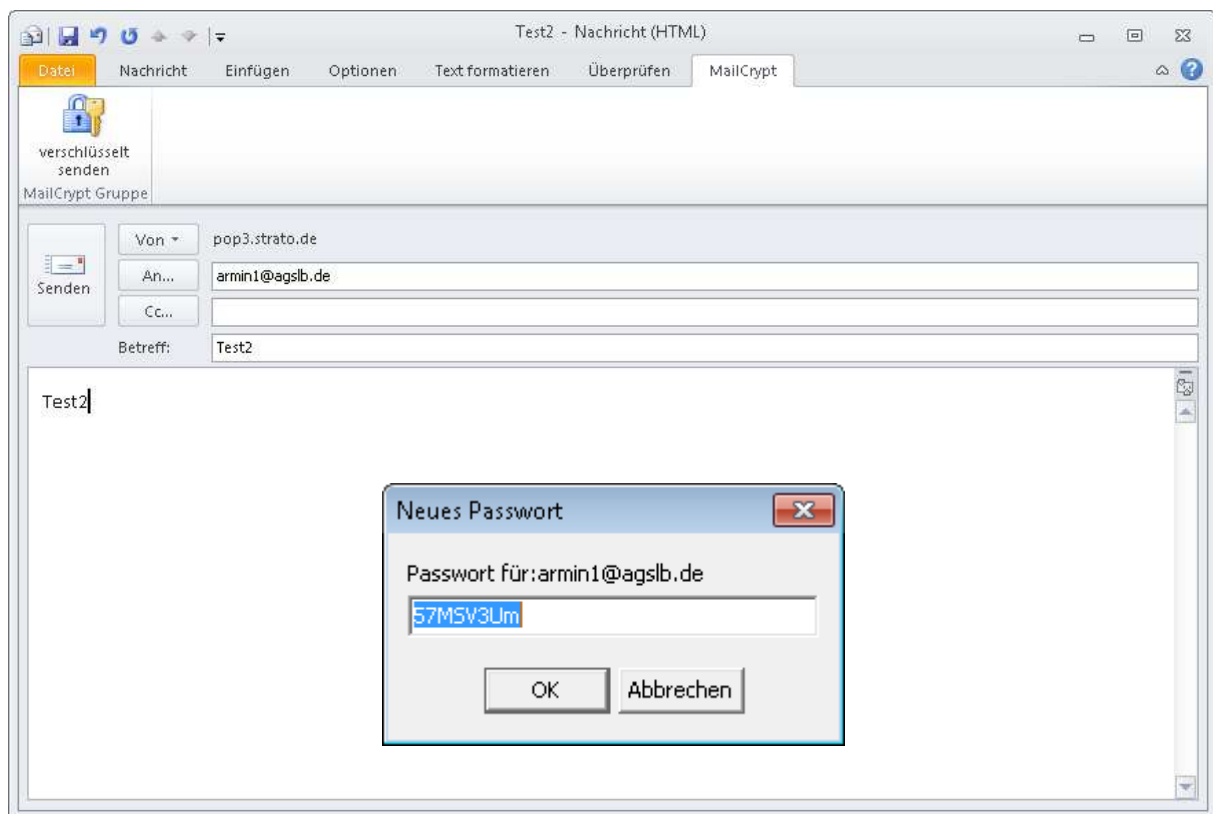 Test2 - Nachricht (HTML)
Datei Nachricht Einfügen Optionen Text formatieren Überprüfen MailCrypt
verschlüsselt
senden
MailCrypt Gruppe
Von pop3.strato.de
Senden
An... armin1@agslb.de
Cc...
Betreff: Test2
Test2
Neues Passwort
Passwort für:armin1@agslb.de
57MSV3Um
OK Abbrechen